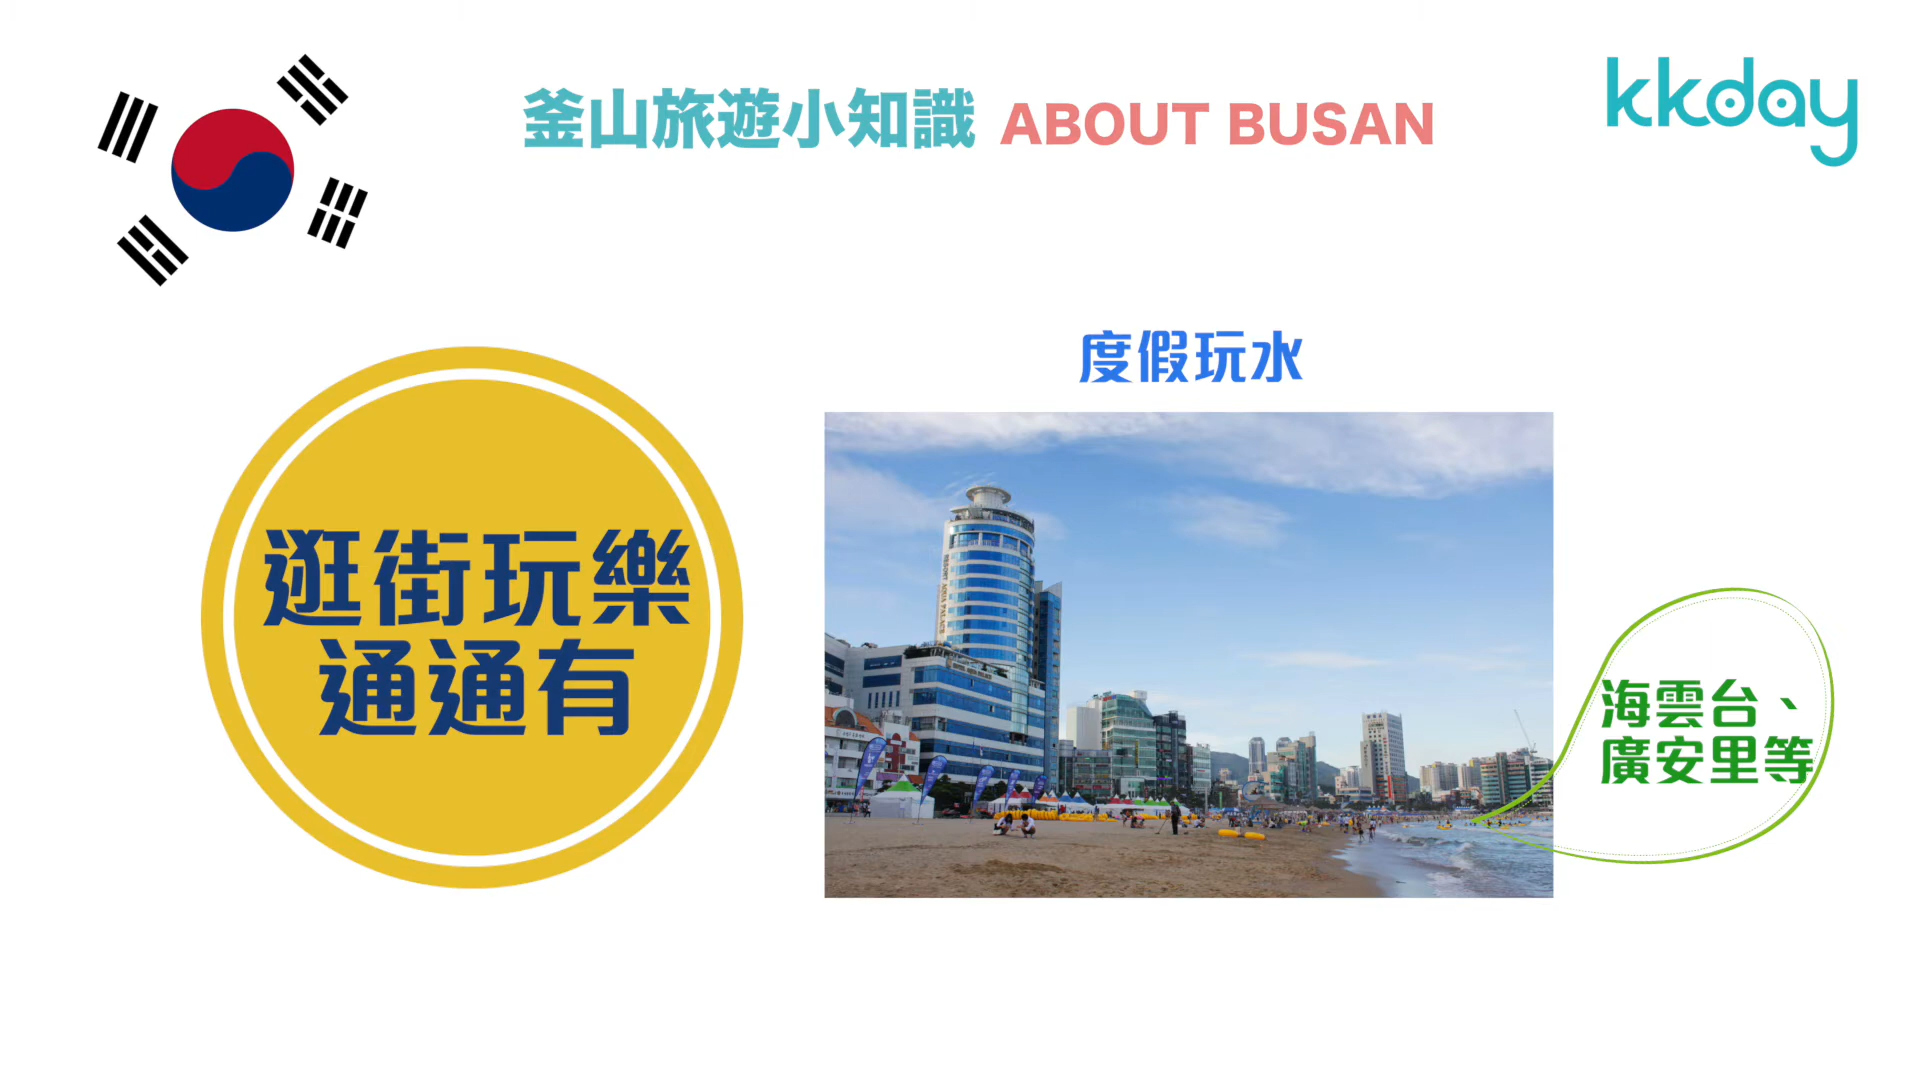 釜山旅遊小知識 ABOUT BUSAN
kkday
度假玩水
逛街玩樂
通通有
海雲台、
廣安里等